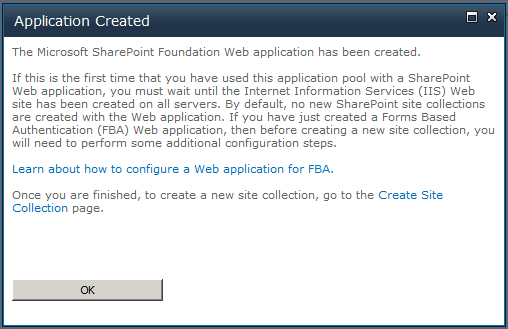 Application Created
The Microsoft SharePoint Foundation Web application has been created.
If this is the first time that you have used this application pool with a SharePoint
Web application, you must wait until the Internet Information Services (IIS) Web
site has been created on all servers. By default, no new SharePoint site collections
are created with the Web application. If you have just created a Forms Based
Authentication (FBA) Web application, then before creating a new site collection, you
will need to perform some additional configuration steps.
Learn about how to configure a Web application for FBA.
Once you are finished, to create a new site collection, go to the Create Site
Collection page.
OK